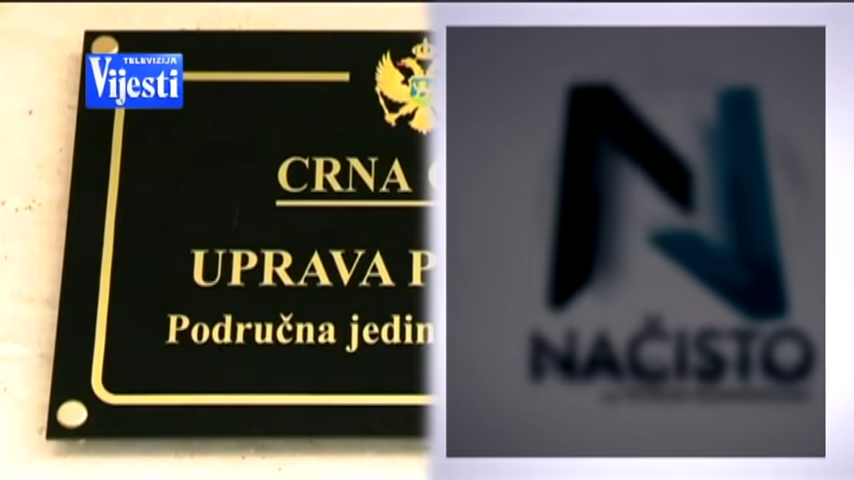 TELEVIZIJA
Vijesti
CRNA
UPRAVA P
Područna jedin
NAČISTO